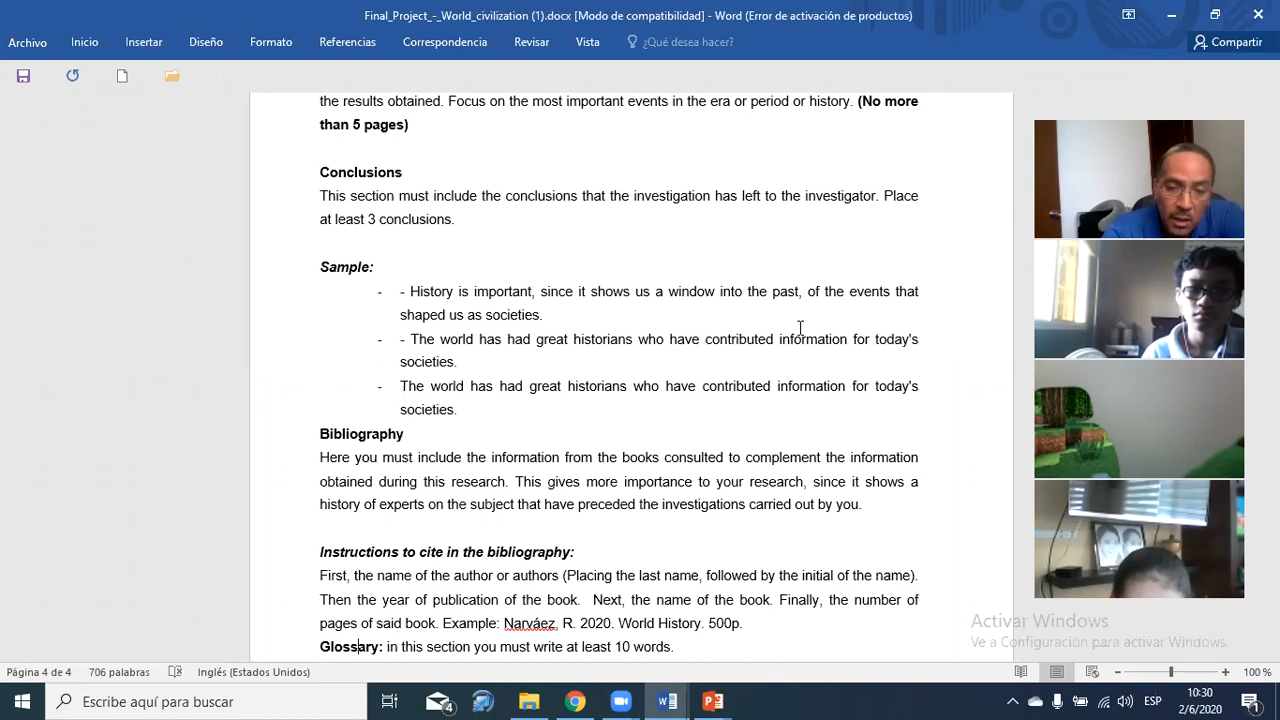 Final_Project_-_World_civilization (1).docx [Modo de compatibilidad] - Word (Error de activación de productos)
Archivo Inicio Insertar Diseño Formato Referencias Correspondencia Revisar Vista ¿Qué desea hacer? Compartir
the results obtained. Focus on the most important events in the era or period or history. (No more
than 5 pages)
Conclusions
This section must include the conclusions that the investigation has left to the investigator. Place
at least 3 conclusions.
Sample:
- - History is important, since it shows us a window into the past, of the events that
shaped us as societies.
- - The world has had great historians who have contributed information for today's
societies.
- The world has had great historians who have contributed information for today's
societies.
Bibliography
Here you must include the information from the books consulted to complement the information
obtained during this research. This gives more importance to your research, since it shows a
history of experts on the subject that have preceded the investigations carried out by you.
Instructions to cite in the bibliography:
First, the name of the author or authors (Placing the last name, followed by the initial of the name).
Then the year of publication of the book. Next, the name of the book. Finally, the number of
pages of said book. Example: Narváez, R. 2020. World History. 500p.
Glossary: in this section you must write at least 10 words.
Activar Windows
Ve a Configuración para activar Windows.
Página 4 de 4 706 palabras Inglés (Estados Unidos) 100 %
Escribe aquí para buscar 4 ESP 10:30
2/6/2020 1